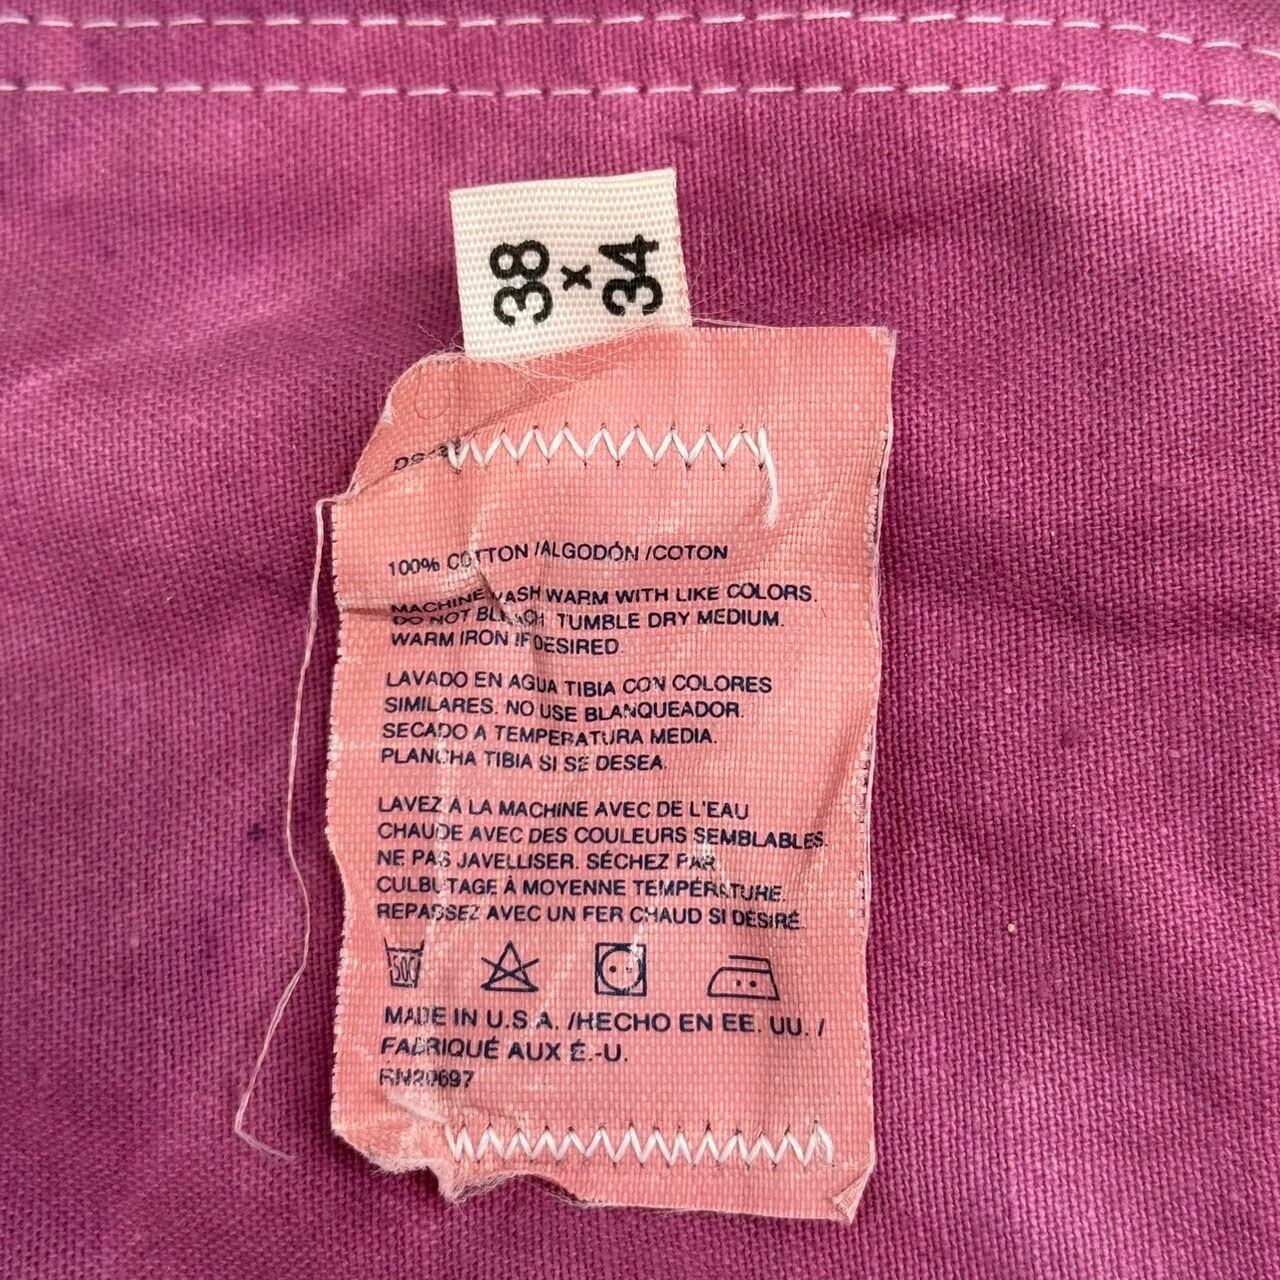 38
x
34
100% COTTON /ALGODÓN /COTON
MACHINE WASH WARM WITH LIKE COLORS.
DO NOT BLEACH. TUMBLE DRY MEDIUM.
WARM IRON IF DESIRED.
LAVADO EN AGUA TIBIA CON COLORES
SIMILARES. NO USE BLANQUEADOR.
SECADO A TEMPERATURA MEDIA.
PLANCHA TIBIA SI SE DESEA.
LAVEZ À LA MACHINE AVEC DE L'EAU
CHAUDE AVEC DES COULEURS SEMBLABLES.
NE PAS JAVELLISER. SÉCHEZ PAR
CULBUTAGE À MOYENNE TEMPÉRATURE.
REPASSEZ AVEC UN FER CHAUD SI DÉSIRÉ.
MADE IN U.S.A. /HECHO EN EE. UU. /
FABRIQUÉ AUX É.-U.
RN20697